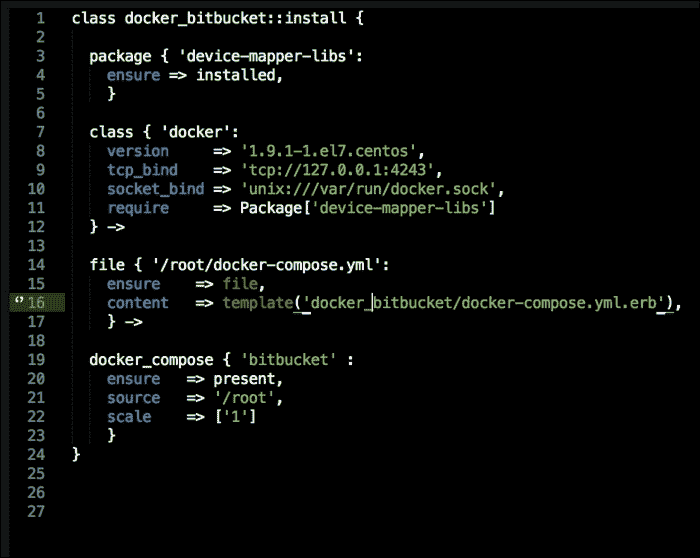 1 class docker_bitbucket::install {
2
3 package { 'device-mapper-libs':
4 ensure => installed,
5 }
6
7 class { 'docker':
8 version => '1.9.1-1.el7.centos',
9 tcp_bind => 'tcp://127.0.0.1:4243',
10 socket_bind => 'unix:///var/run/docker.sock',
11 require => Package['device-mapper-libs']
12 } ->
13
14 file { '/root/docker-compose.yml':
15 ensure => file,
16 content => template('docker_bitbucket/docker-compose.yml.erb'),
17 } ->
18
19 docker_compose { 'bitbucket' :
20 ensure => present,
21 source => '/root',
22 scale => ['1']
23 }
24 }
25
26
27